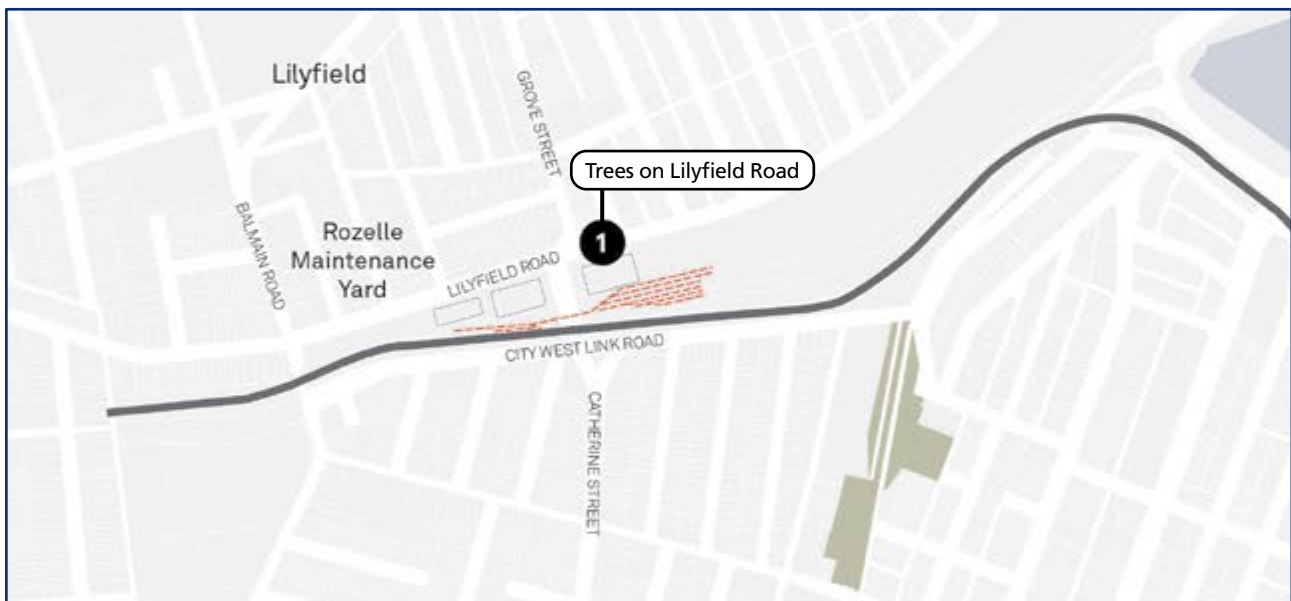 Lilyfield
GROVE STREET
Trees on Lilyfield Road
1
BALMAIN ROAD
Rozelle
Maintenance
Yard
LILYFIELD ROAD
CITY WEST LINK ROAD
CATHERINE STREET